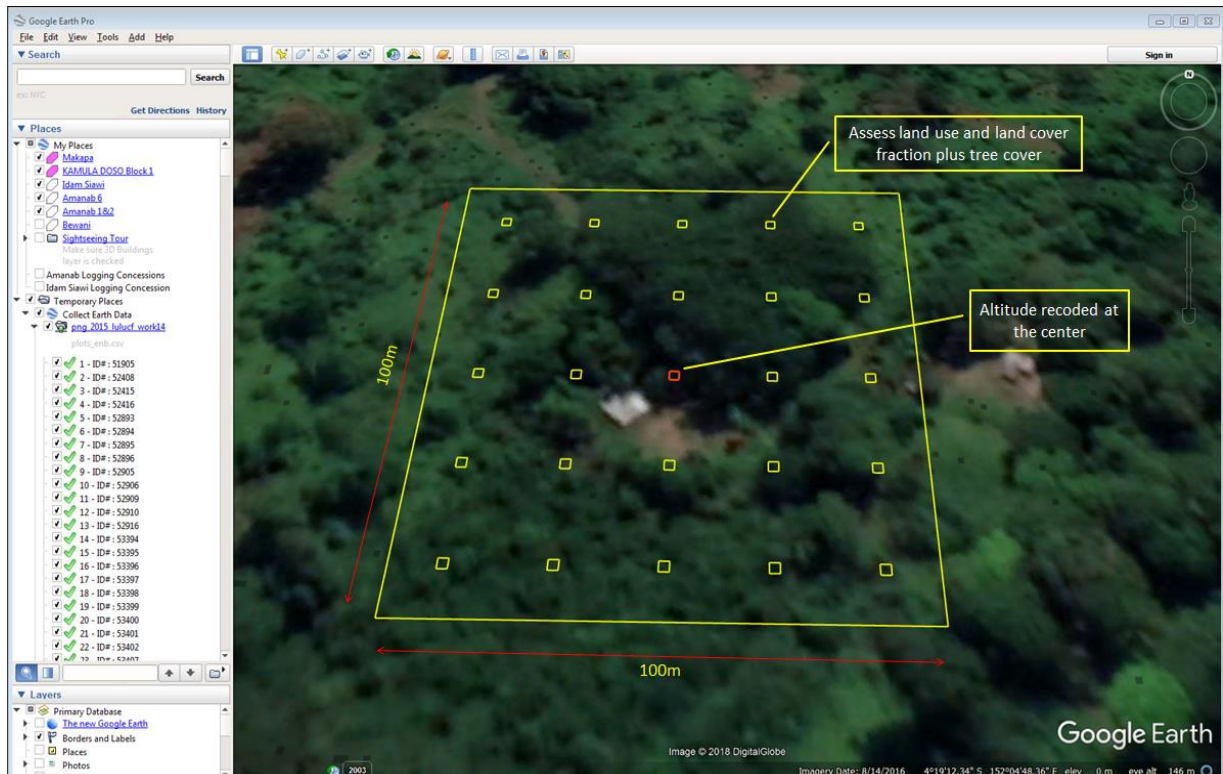 Google Earth Pro
File Edit View Tools Add Help
▼ Search
Search
ex: NYC
Get Directions History
▼ Places
My Places
Makapa
KAMULA DOSO Block 1
Idam Siawi
Amanab 6
Amanab 1&2
Bewani
Sightseeing Tour
Make sure 3D Buildings
layer is checked
Amanab Logging Concessions
Idam Siawi Logging Concession
Temporary Places
Collect Earth Data
png_2015_lulucf_work14
plots_enb.csv
1 - ID# : 51905
2 - ID# : 52408
3 - ID# : 52415
4 - ID# : 52416
5 - ID# : 52893
6 - ID# : 52894
7 - ID# : 52895
8 - ID# : 52896
9 - ID# : 52905
10 - ID# : 52906
11 - ID# : 52909
12 - ID# : 52910
13 - ID# : 52916
14 - ID# : 53394
15 - ID# : 53395
16 - ID# : 53396
17 - ID# : 53397
18 - ID# : 53398
19 - ID# : 53399
20 - ID# : 53400
21 - ID# : 53401
22 - ID# : 53402
23 - ID# : 53407
▼ Layers
Primary Database
The new Google Earth
Borders and Labels
Places
Photos
Sign in
N
Assess land use and land cover
fraction plus tree cover
Altitude recoded at
the center
100m
100m
Google Earth
Image © 2018 DigitalGlobe
2003
Imagery Date: 8/14/2016 4°19'12.34" S 152°04'48.36" E elev 0 m eye alt 146 m